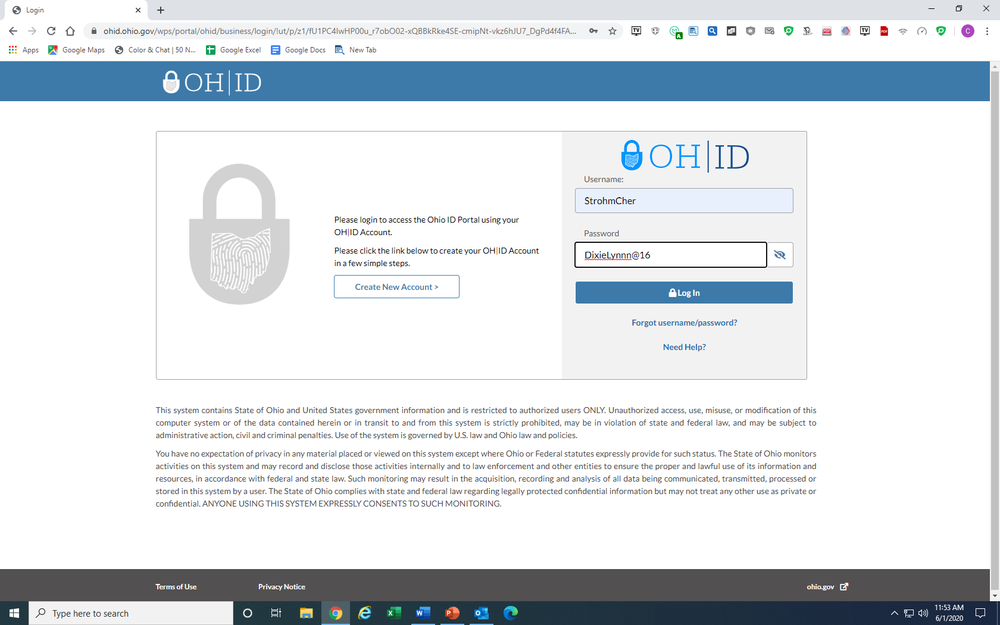 Login
ohid.ohio.gov/wps/portal/ohid/business/login/!ut/p/z1/fU1PC4IwHP00u_r7obO02-xQBBkRke4SE-cmipNt-vkz6hJU7_DgPd4f4FA...
Apps
Google Maps
Color & Chat | 50 N...
Google Excel
Google Docs
New Tab
OH|ID
OH|ID
Username:
StrohmCher
Please login to access the Ohio ID Portal using your
OH|ID Account.
Please click the link below to create your OH|ID Account
in a few simple steps.
Create New Account >
Password
DixieLynnn@16
Log In
Forgot username/password?
Need Help?
This system contains State of Ohio and United States government information and is restricted to authorized users ONLY. Unauthorized access, use, misuse, or modification of this
computer system or of the data contained herein or in transit to and from this system is strictly prohibited, may be in violation of state and federal law, and may be subject to
administrative action, civil and criminal penalties. Use of the system is governed by U.S. law and Ohio law and policies.
You have no expectation of privacy in any material placed or viewed on this system except where Ohio or Federal statutes expressly provide for such status. The State of Ohio monitors
activities on this system and may record and disclose those activities internally and to law enforcement and other entities to ensure the proper and lawful use of its information and
resources, in accordance with federal and state law. Such monitoring may result in the acquisition, recording and analysis of all data being communicated, transmitted, processed or
stored in this system by a user. The State of Ohio complies with state and federal law regarding legally protected confidential information but may not treat any other use as private or
confidential. ANYONE USING THIS SYSTEM EXPRESSLY CONSENTS TO SUCH MONITORING.
Terms of Use
Privacy Notice
ohio.gov
Type here to search
11:53 AM
6/1/2020